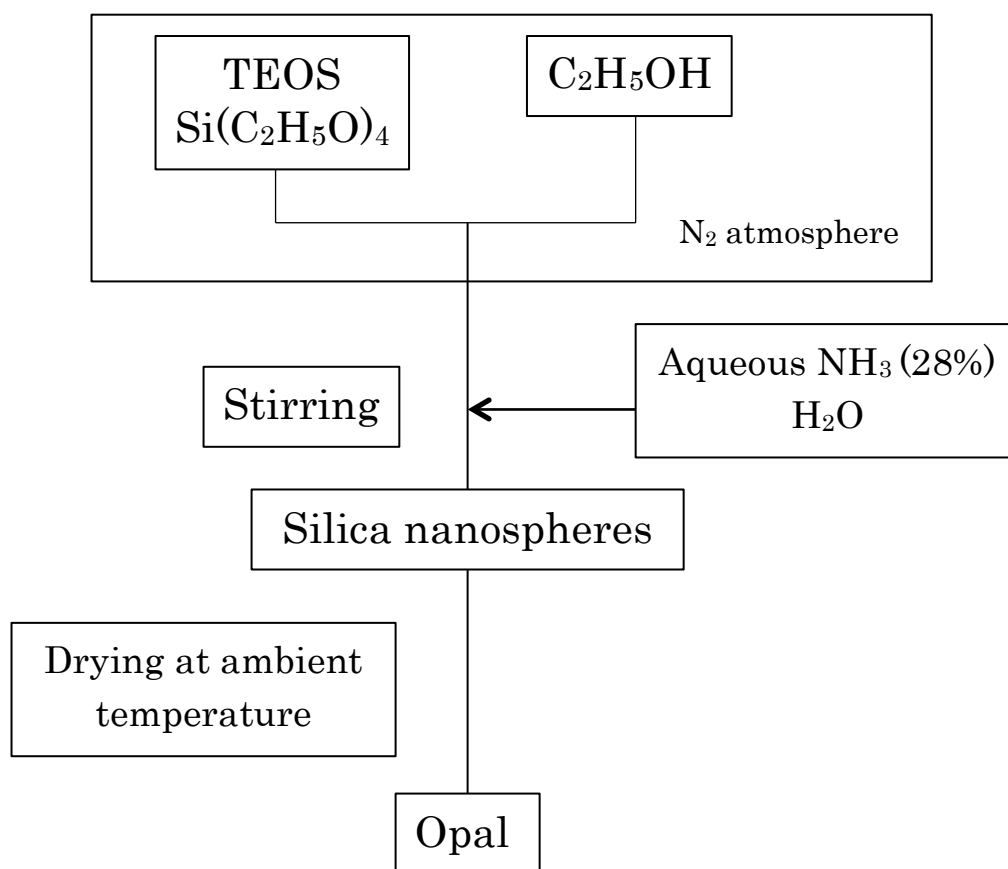 TEOS
Si(C₂H₅O)₄
C₂H₅OH
N₂ atmosphere
Aqueous NH₃ (28%)
H₂O
Stirring
Silica nanospheres
Drying at ambient
temperature
Opal